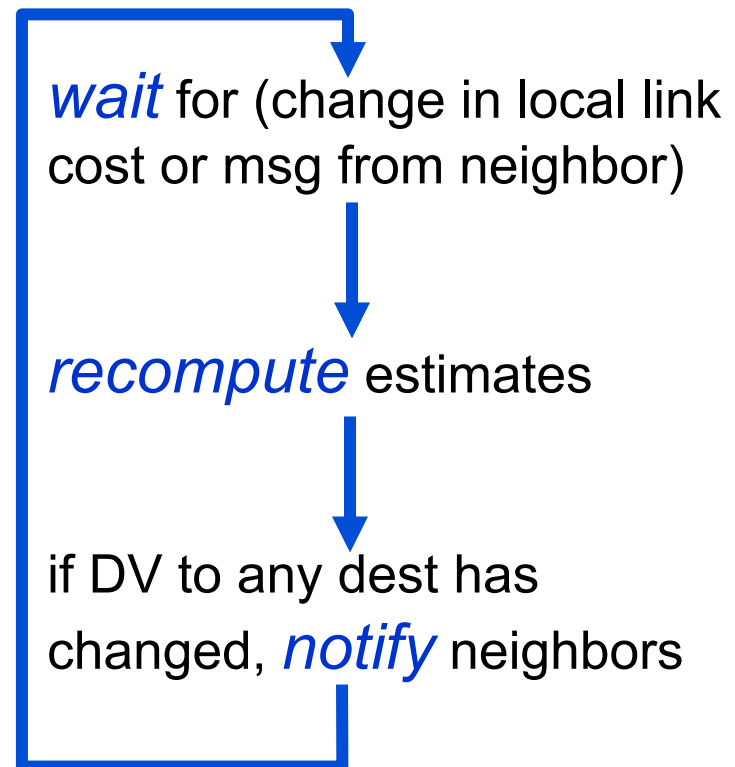 wait for (change in local link
cost or msg from neighbor)
recompute estimates
if DV to any dest has
changed, notify neighbors